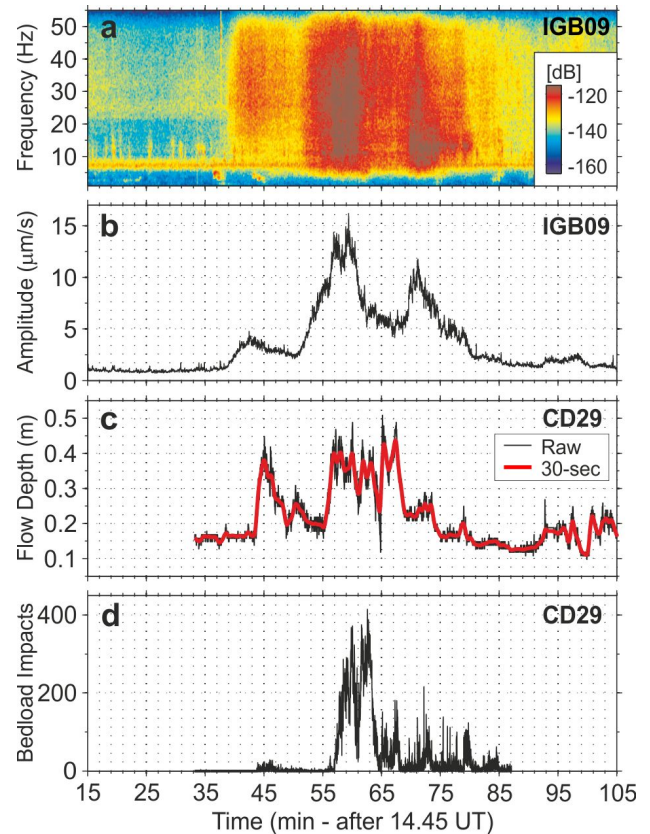 a
IGB09
Frequency (Hz)
50
40
30
20
10
[dB]
-120
-140
-160
b
IGB09
Amplitude (μm/s)
15
10
5
0
c
CD29
Flow Depth (m)
0.5
0.4
0.3
0.2
0.1
Raw
30-sec
d
CD29
Bedload Impacts
400
200
0
15 25 35 45 55 65 75 85 95 105
Time (min - after 14.45 UT)